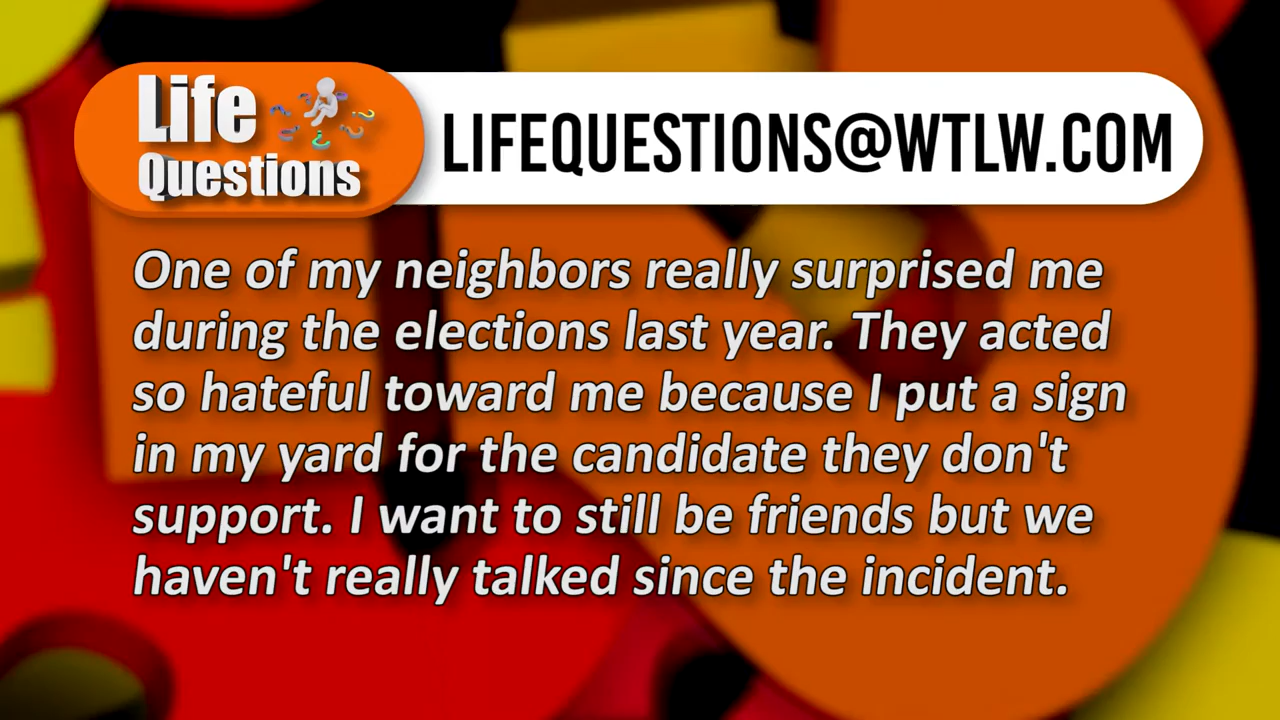 Life
Questions
LIFEQUESTIONS@WTLW.COM
One of my neighbors really surprised me
during the elections last year. They acted
so hateful toward me because I put a sign
in my yard for the candidate they don't
support. I want to still be friends but we
haven't really talked since the incident.